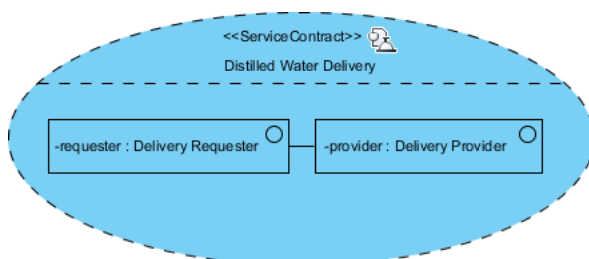 <<ServiceContract>>
Distilled Water Delivery
-requester : Delivery Requester
-provider : Delivery Provider